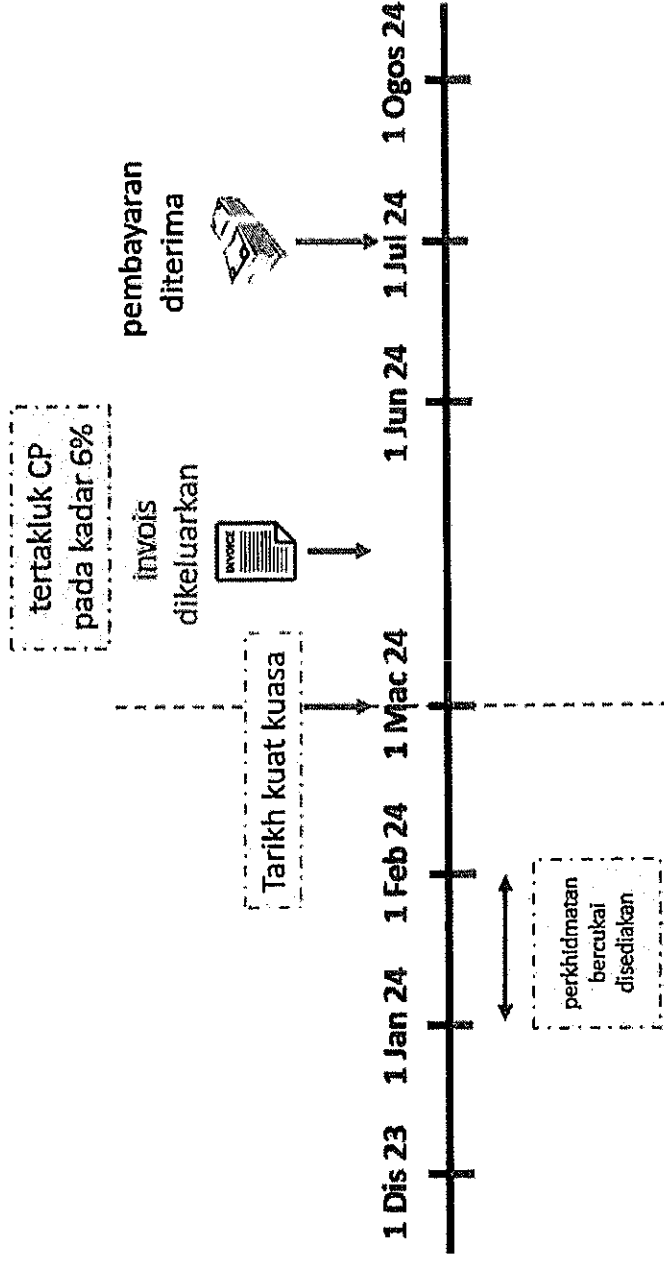 tertakluk CP
pada kadar 6%
invois
dikeluarkan
INVOICE
pembayaran
diterima
Tarikh kuat kuasa
1 Dis 23
1 Jan 24
1 Feb 24
1 Mac 24
1 Jun 24
1 Jul 24
1 Ogos 24
perkhidmatan
bercukai
disediakan